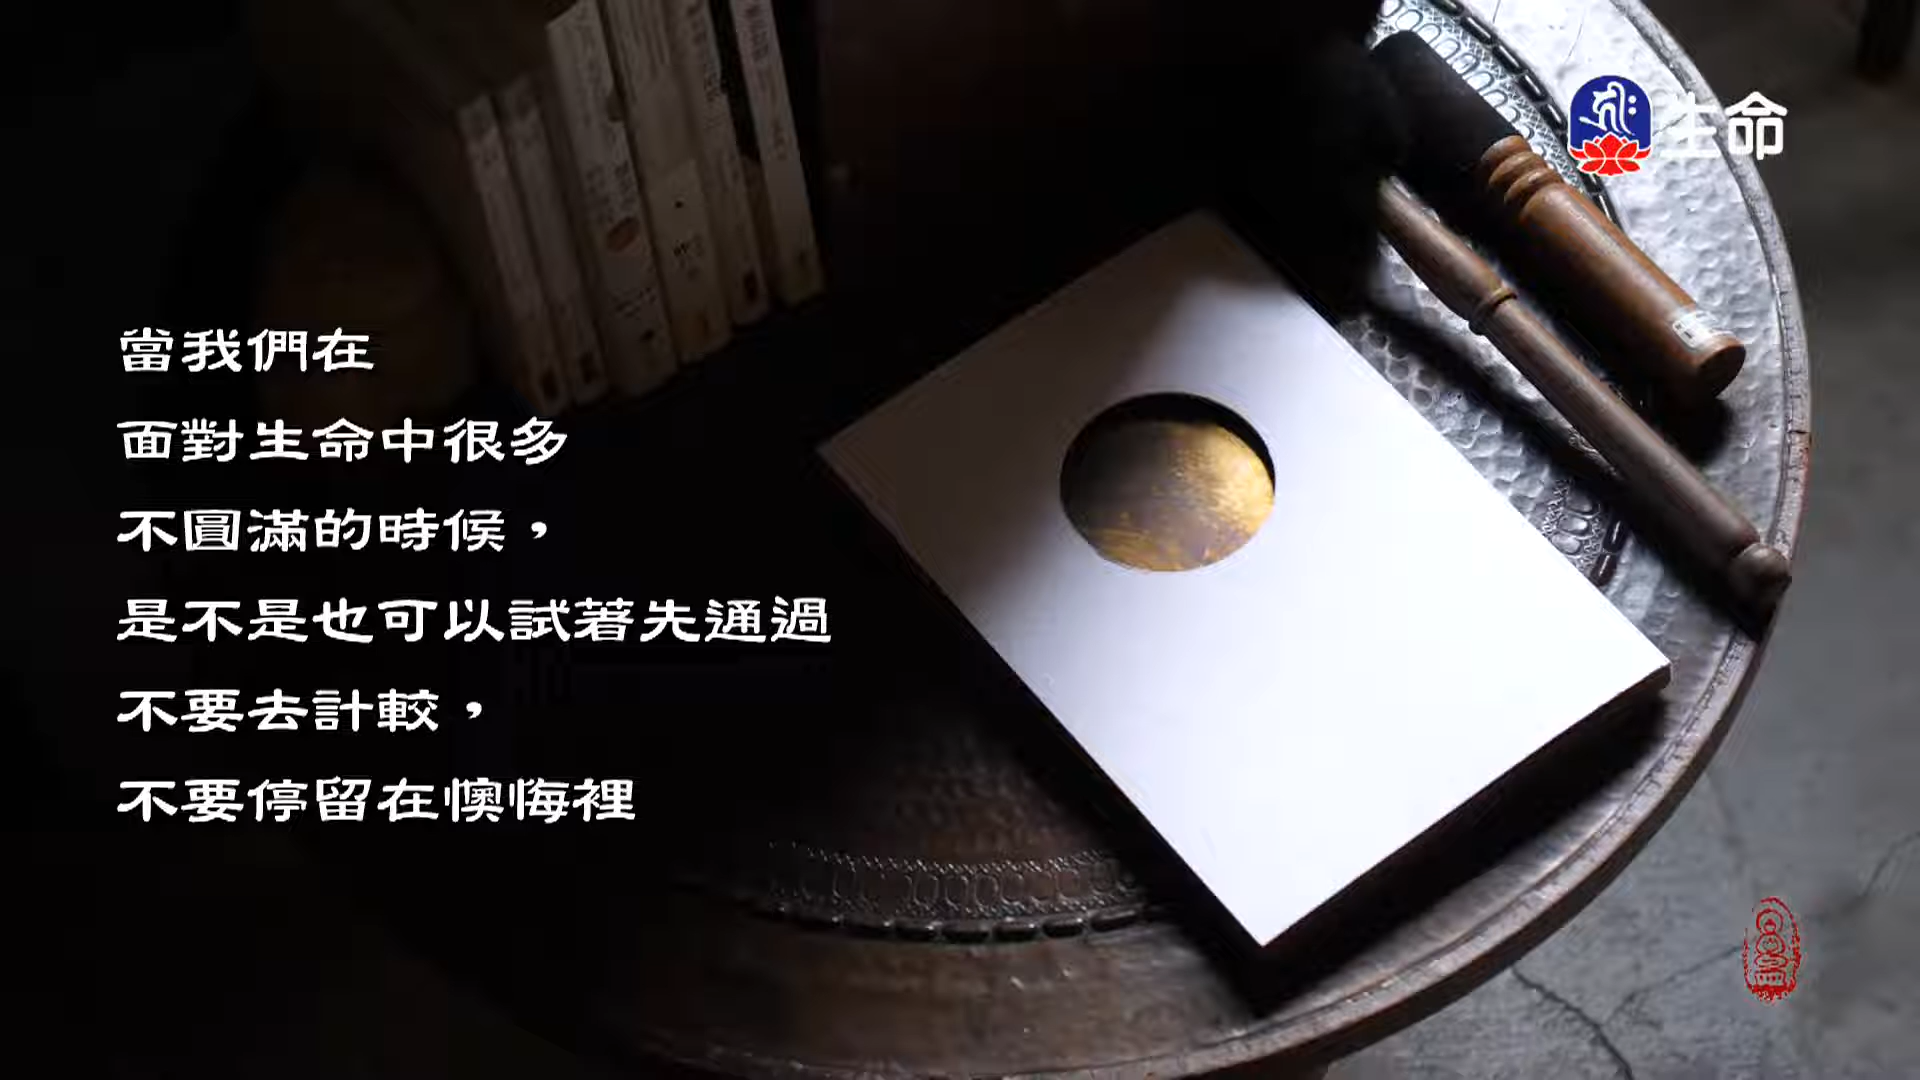 生命
當我們在
面對生命中很多
不圓滿的時候，
是不是也可以試著先通過
不要去計較，
不要停留在懊悔裡